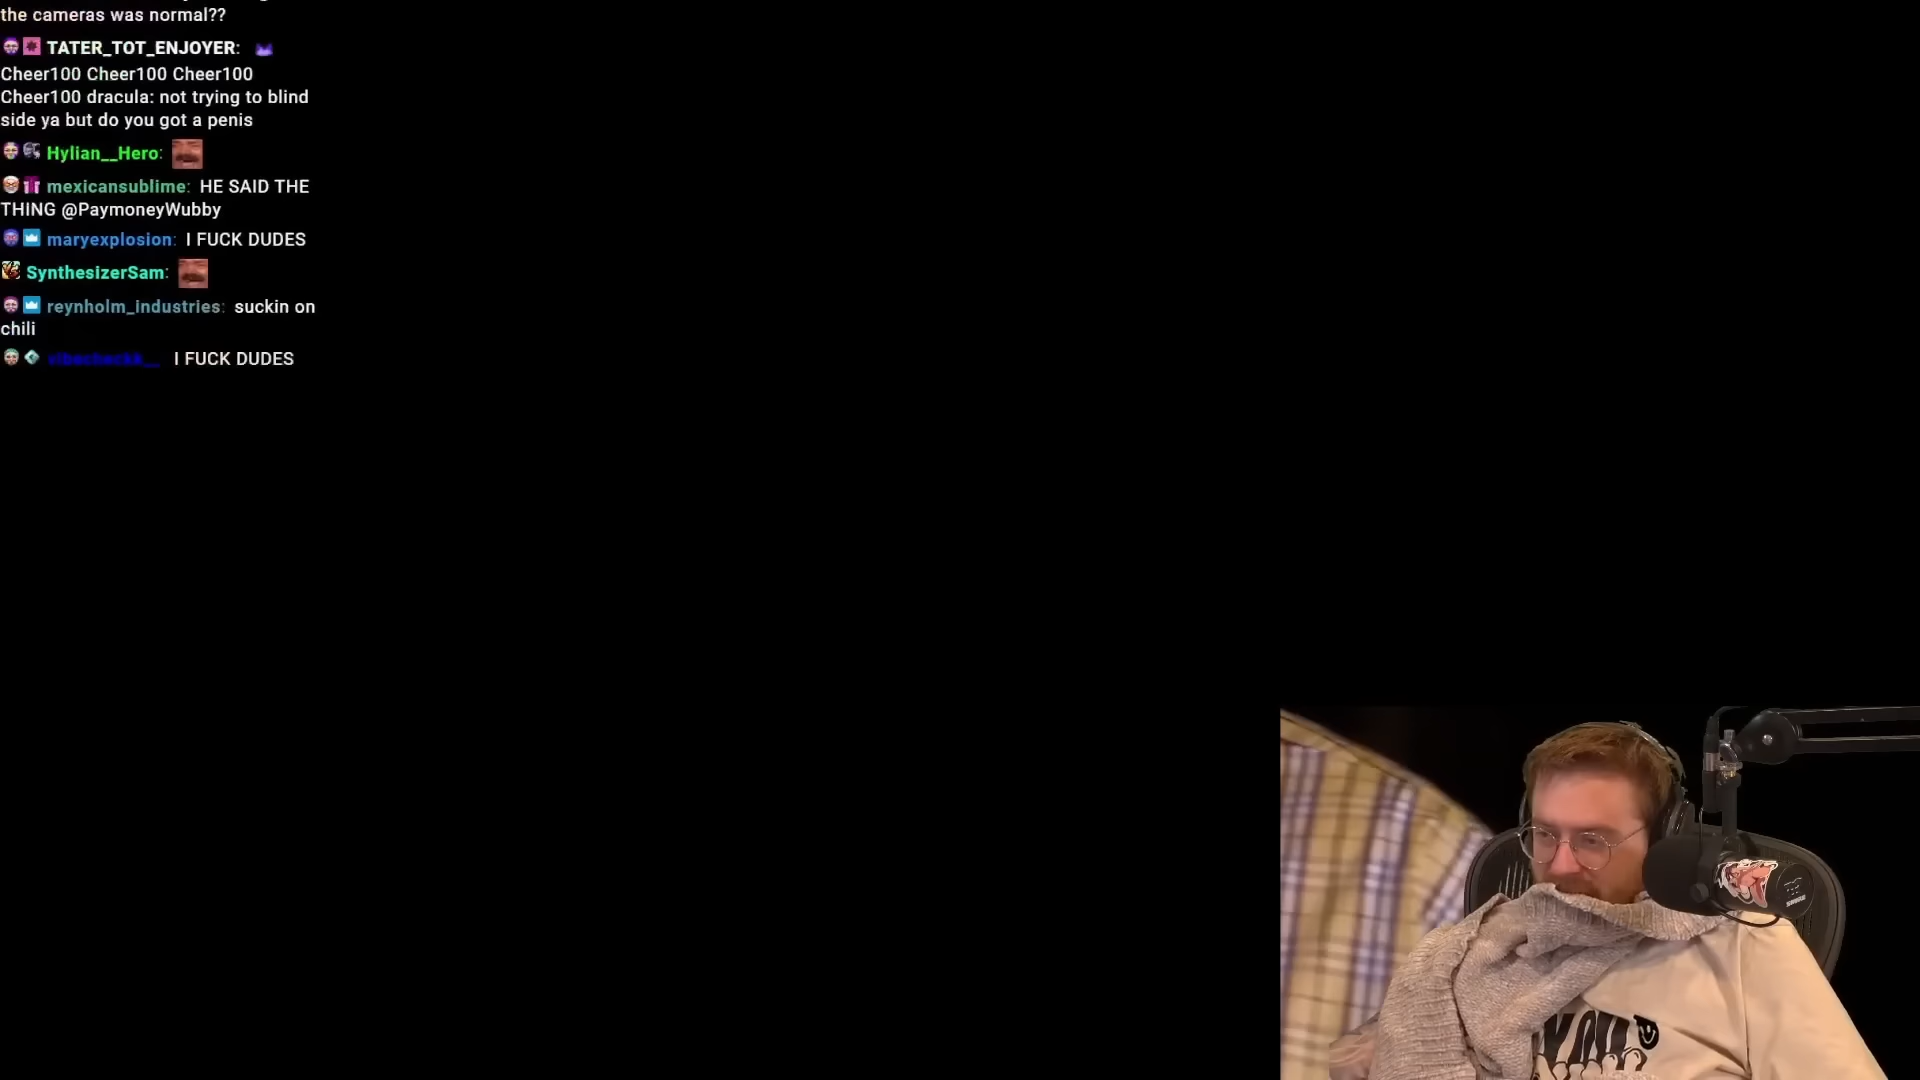 the cameras was normal??
TATER_TOT_ENJOYER:
Cheer100 Cheer100 Cheer100
Cheer100 dracula: not trying to blind
side ya but do you got a penis
Hylian__Hero:
mexicansublime: HE SAID THE
THING @PaymoneyWubby
maryexplosion: I FUCK DUDES
SynthesizerSam:
reynholm_industries: suckin on
chili
I FUCK DUDES
SHURE